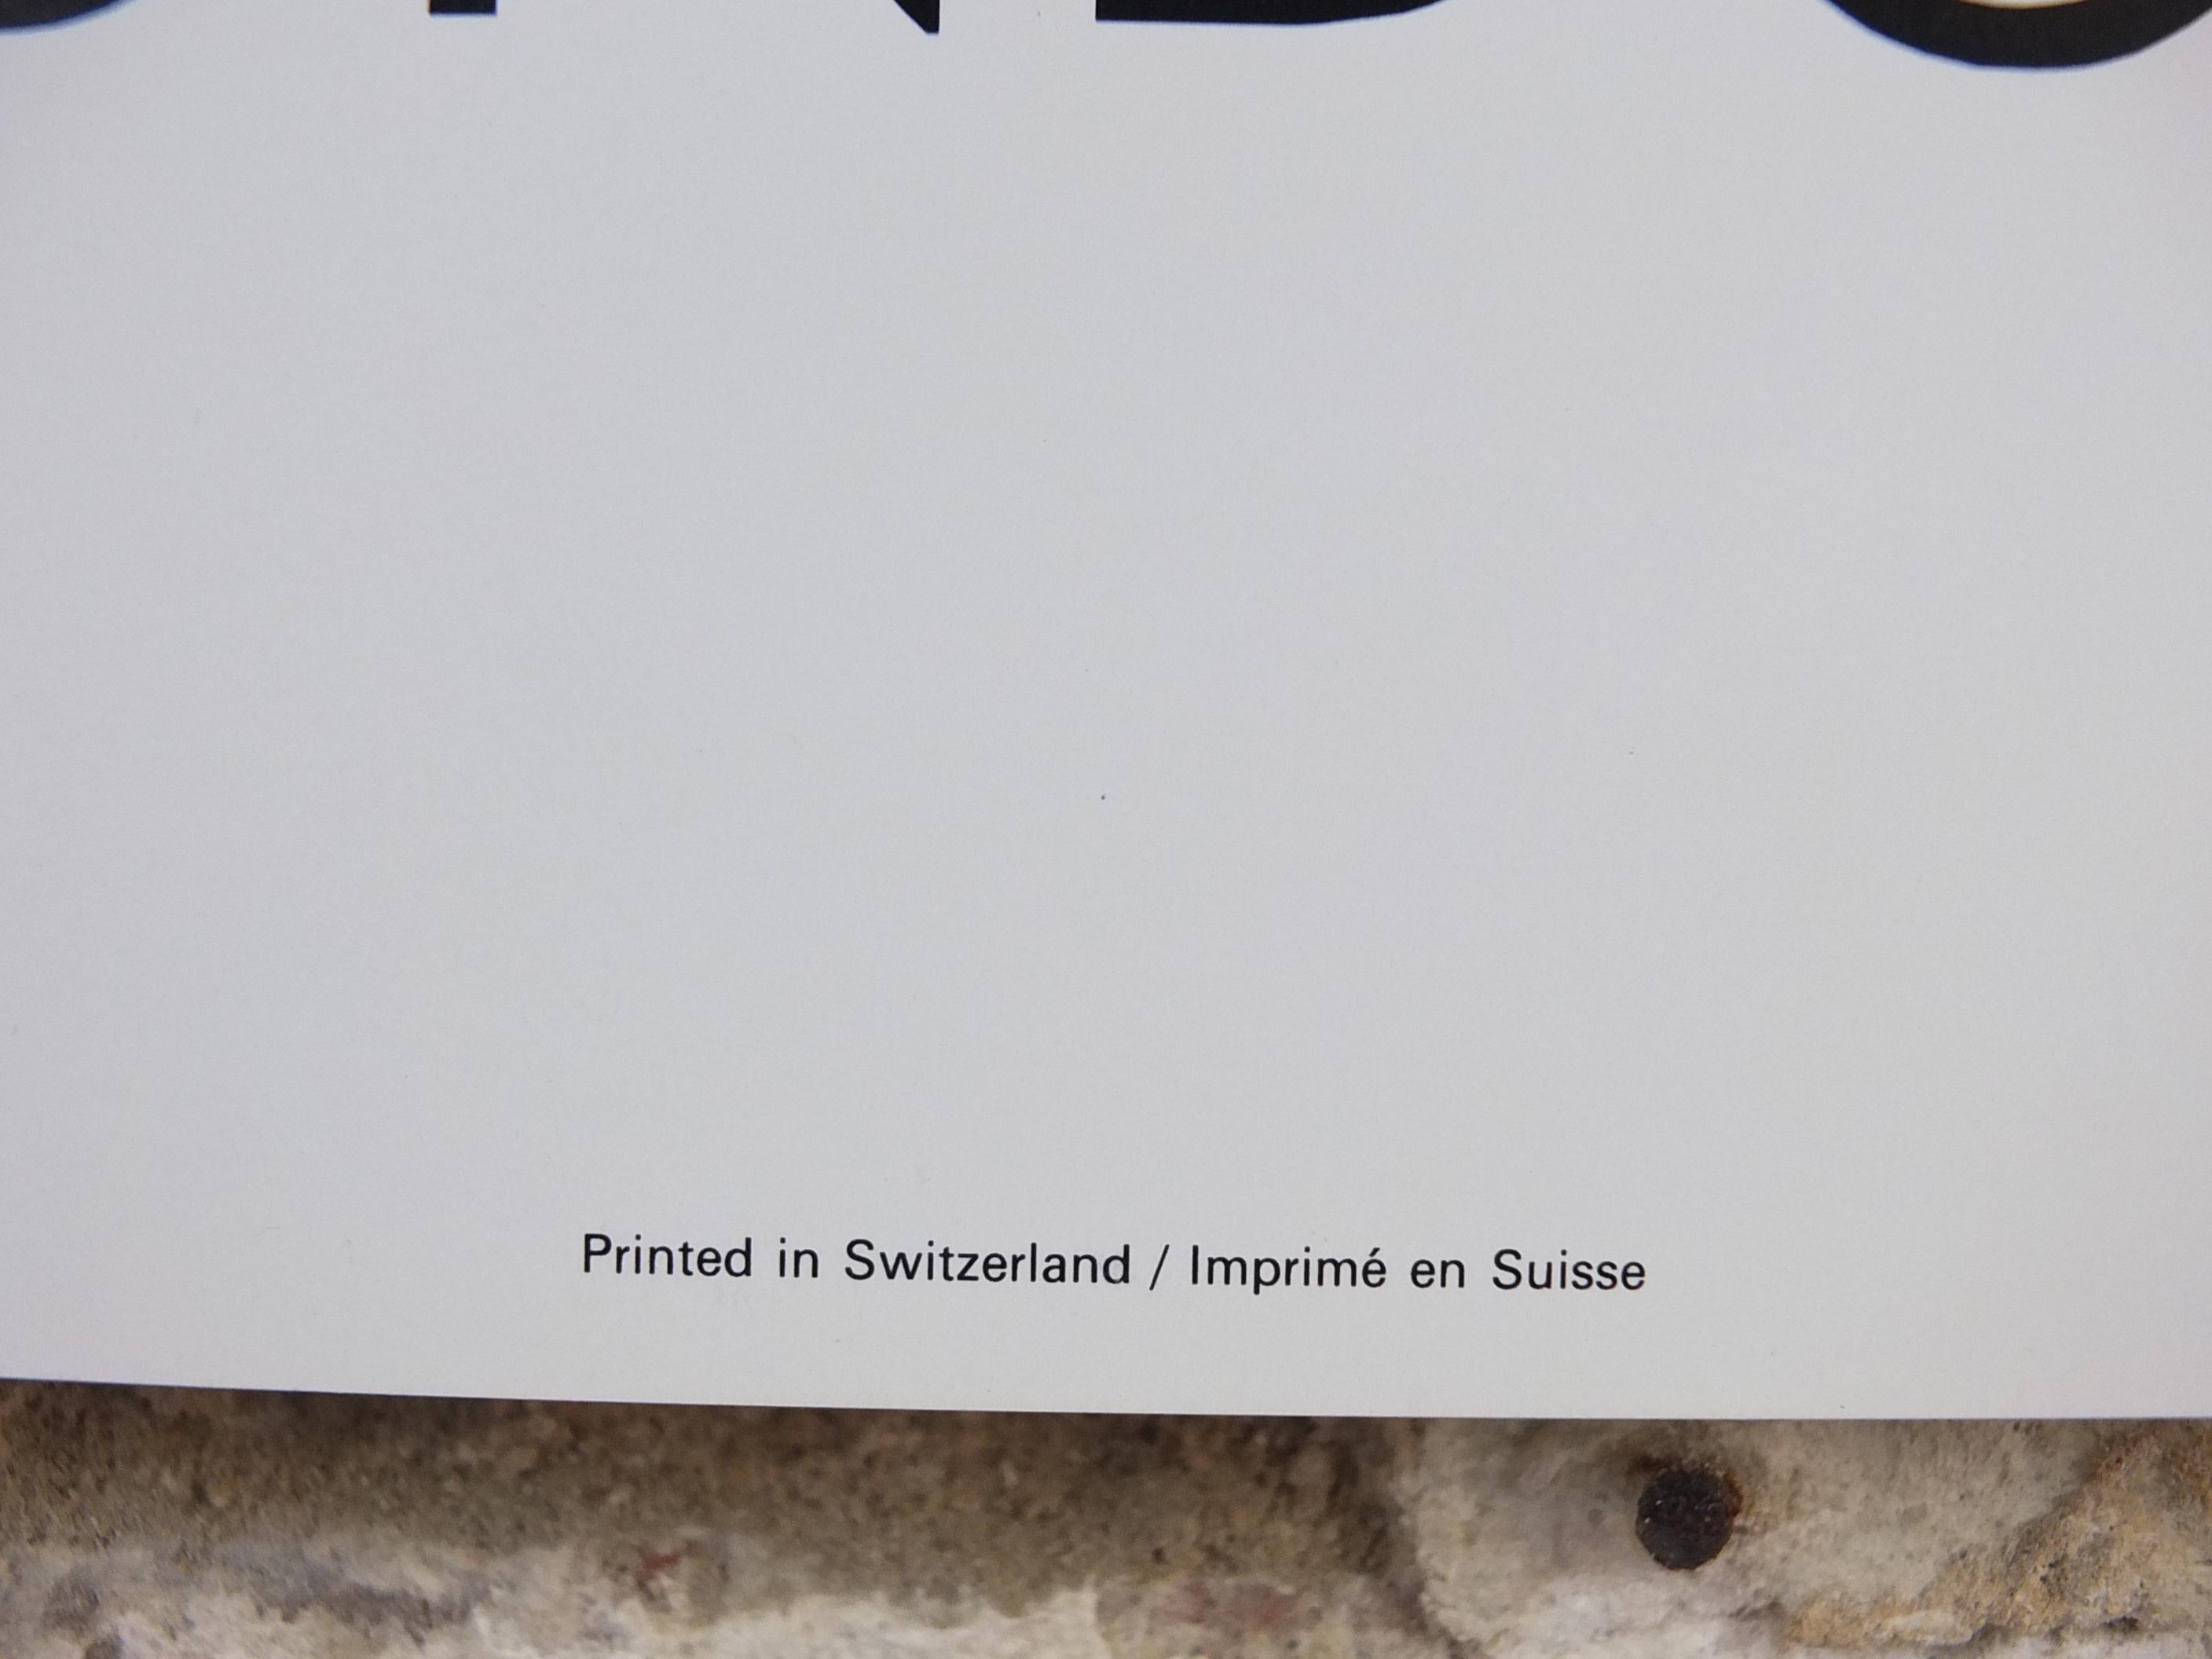 Printed in Switzerland / Imprimé en Suisse